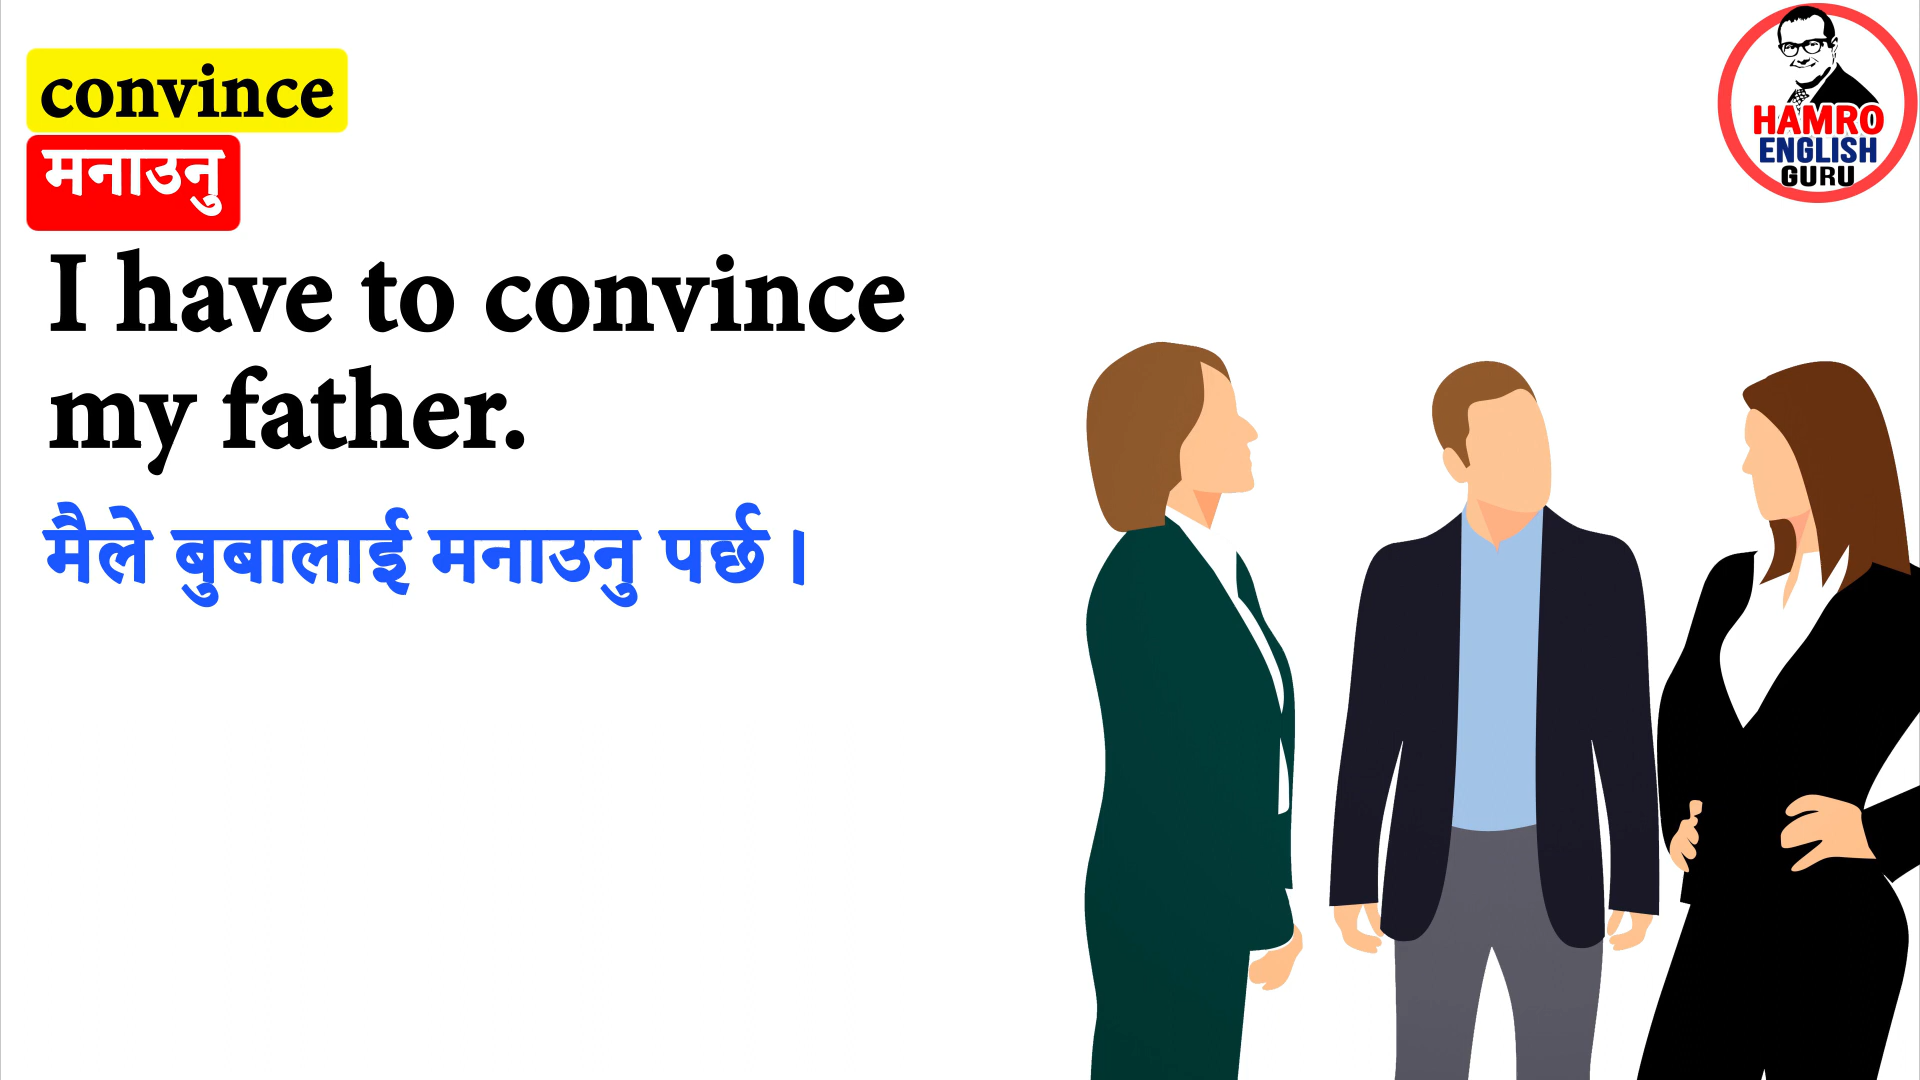 convince
मनाउनु
I have to convince
my father.
मैले बुबालाई मनाउनु पर्छ।
HAMRO
ENGLISH
GURU